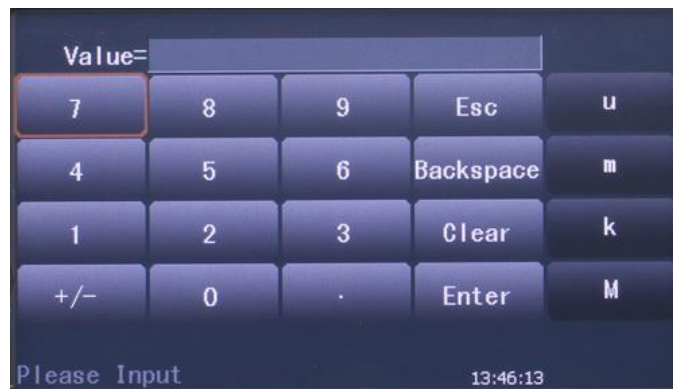 Value=
7 8 9 Esc u
4 5 6 Backspace m
1 2 3 Clear k
+/- 0 . Enter M
Please Input 13:46:13